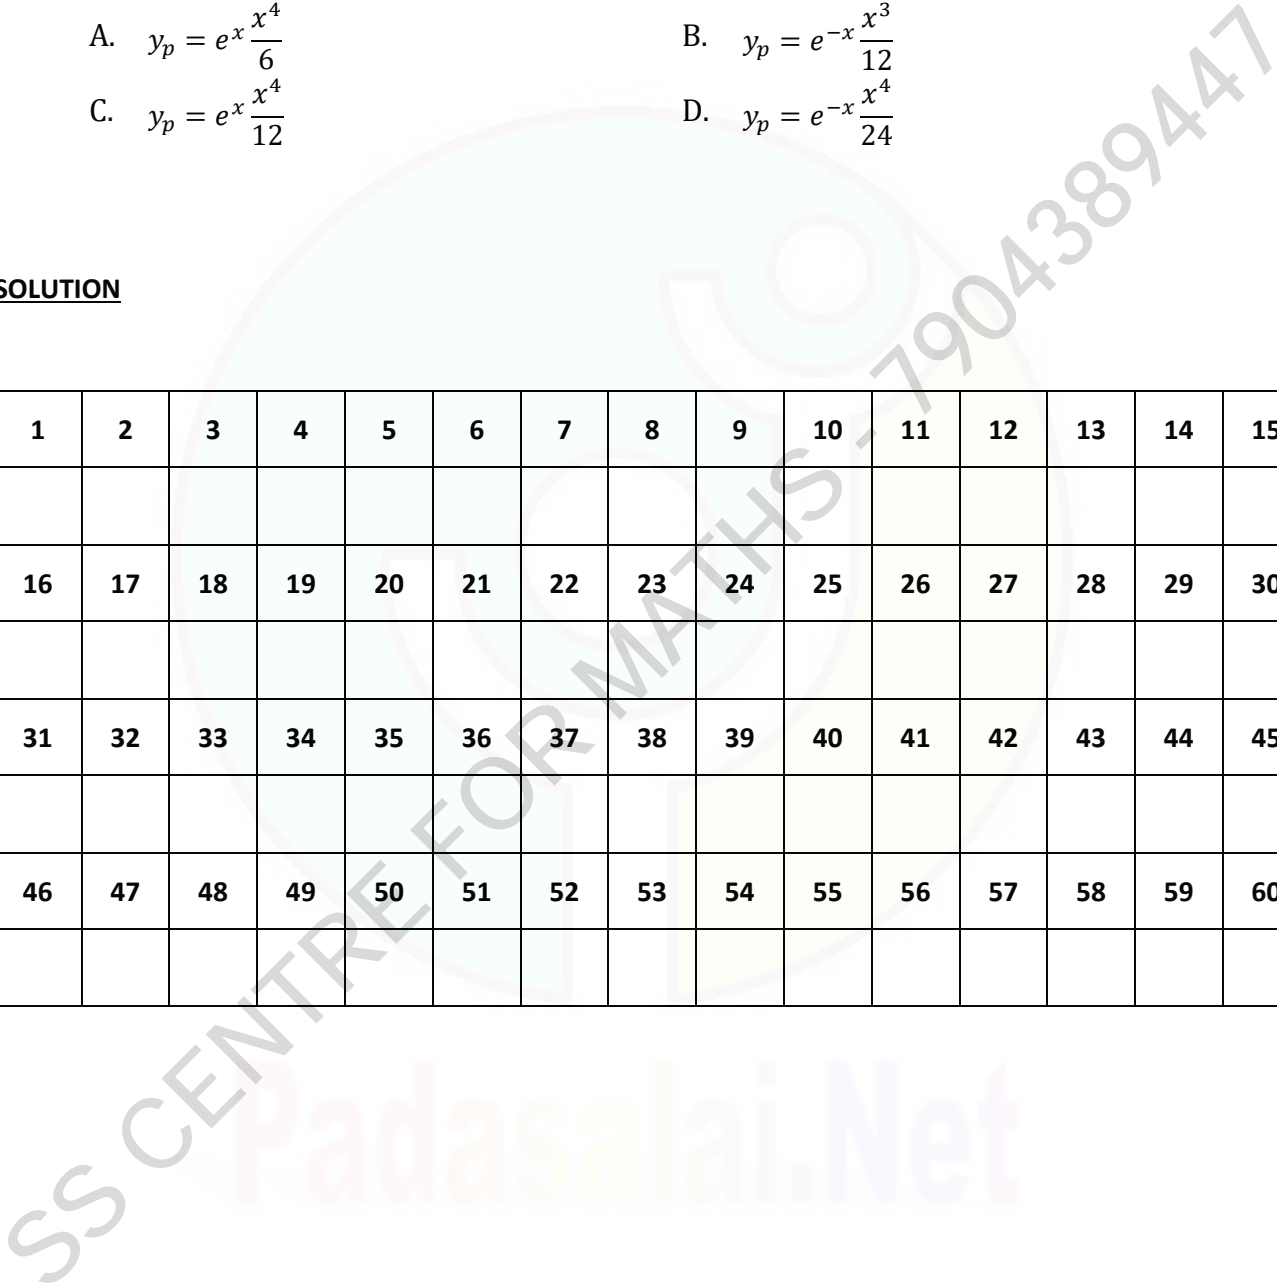 A. y_p = e^x x^4/6 B. y_p = e^{-x} x^3/12
C. y_p = e^x x^4/12 D. y_p = e^{-x} x^4/24
SOLUTION
1 2 3 4 5 6 7 8 9 10 11 12 13 14 15
16 17 18 19 20 21 22 23 24 25 26 27 28 29 30
31 32 33 34 35 36 37 38 39 40 41 42 43 44 45
46 47 48 49 50 51 52 53 54 55 56 57 58 59 60
SS CENTRE FOR MATHS - 7904389447
Padasalai.Net